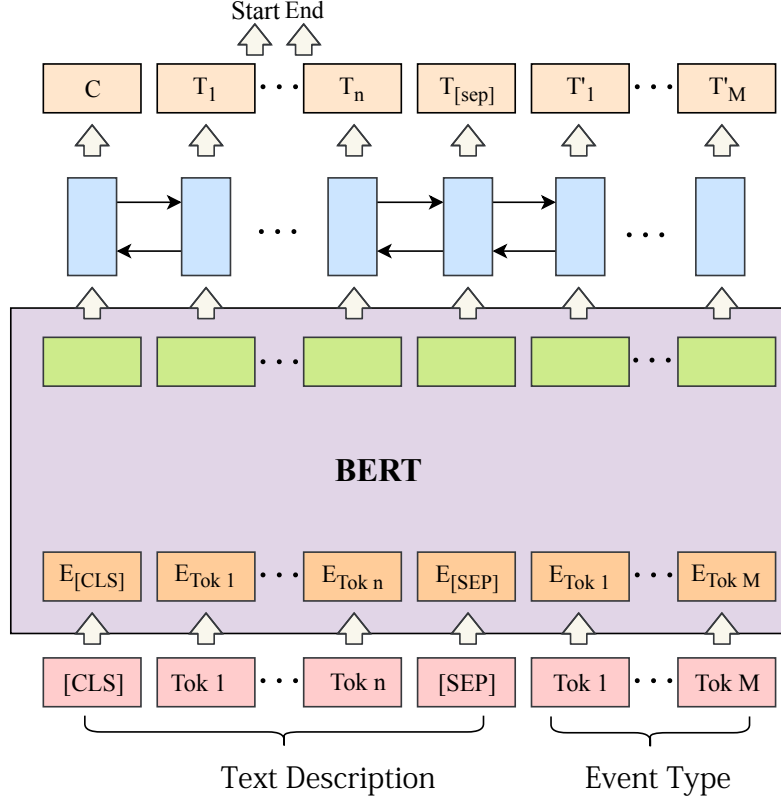 Start End
C T1 ... Tn T[sep] T'1 ... T'M
...  ...
... ...
BERT
E[CLS] ETok 1 ... ETok n E[SEP] ETok 1 ... ETok M
[CLS] Tok 1 ... Tok n [SEP] Tok 1 ... Tok M
Text Description Event Type